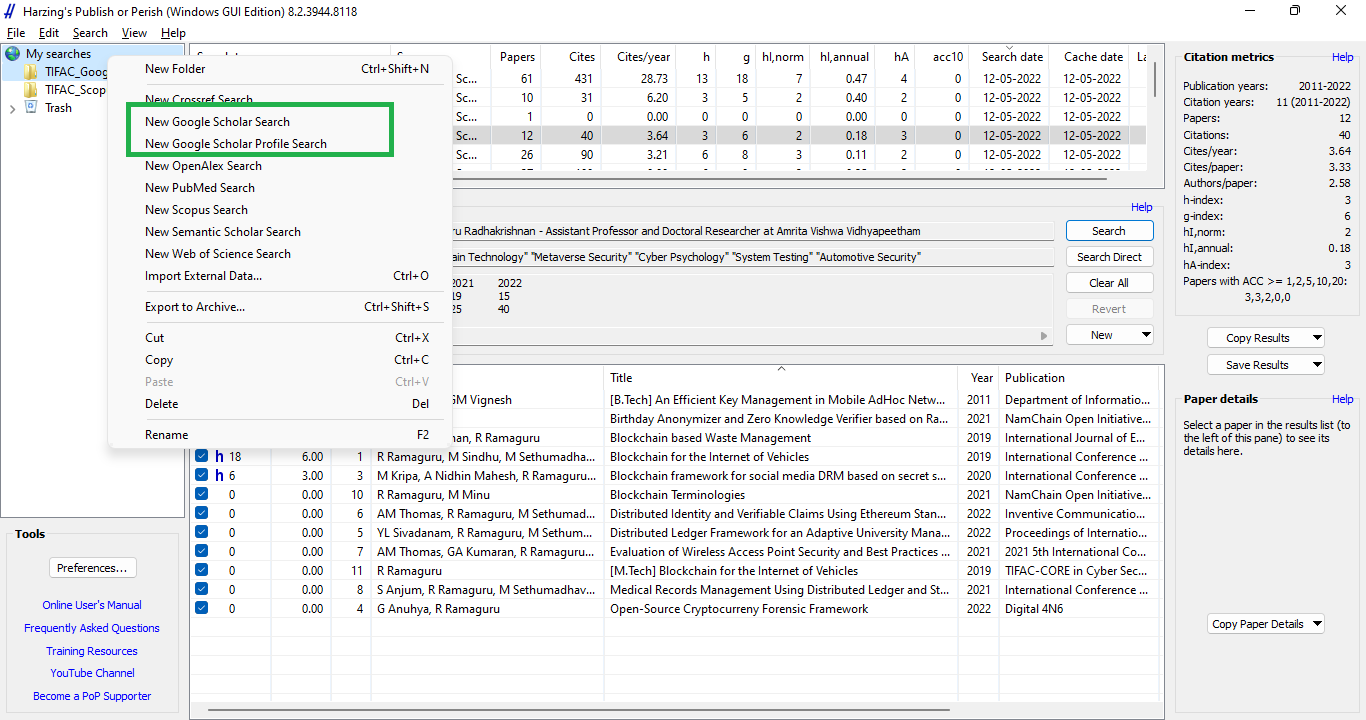 Harzing's Publish or Perish (Windows GUI Edition) 8.2.3944.8118
File Edit Search View Help
My searches
TIFAC_Goog
TIFAC_Scop
Trash
New Folder Ctrl+Shift+N
New Crossref Search
New Google Scholar Search
New Google Scholar Profile Search
New OpenAlex Search
New PubMed Search
New Scopus Search
New Semantic Scholar Search
New Web of Science Search
Import External Data... Ctrl+O
Export to Archive... Ctrl+Shift+S
Cut Ctrl+X
Copy Ctrl+C
Paste Ctrl+V
Delete Del
Rename F2
Papers Cites Cites/year h g hI,norm hI,annual hA acc10 Search date Cache date
Sc... 61 431 28.73 13 18 7 0.47 4 0 12-05-2022 12-05-2022
Sc... 10 31 6.20 3 5 2 0.40 2 0 12-05-2022 12-05-2022
Sc... 1 0 0.00 0 0 0 0.00 0 0 12-05-2022 12-05-2022
Sc... 12 40 3.64 3 6 2 0.18 3 0 12-05-2022 12-05-2022
Sc... 26 90 3.21 6 8 3 0.11 2 0 12-05-2022 12-05-2022
Help
ru Radhakrishnan - Assistant Professor and Doctoral Researcher at Amrita Vishwa Vidhyapeetham
ain Technology" "Metaverse Security" "Cyber Psychology" "System Testing" "Automotive Security"
2021 2022
19 15
25 40
Search
Search Direct
Clear All
Revert
New
Title Year Publication
GM Vignesh [B.Tech] An Efficient Key Management in Mobile AdHoc Netw... 2011 Department of Informatio...
Birthday Anonymizer and Zero Knowledge Verifier based on Ra... 2021 NamChain Open Initiative...
nan, R Ramaguru Blockchain based Waste Management 2019 International Journal of E...
h 18 6.00 1 R Ramaguru, M Sindhu, M Sethumadha... Blockchain for the Internet of Vehicles 2019 International Conference ...
h 6 3.00 3 M Kripa, A Nidhin Mahesh, R Ramaguru... Blockchain framework for social media DRM based on secret s... 2020 International Conference ...
0 0.00 10 R Ramaguru, M Minu Blockchain Terminologies 2021 NamChain Open Initiative...
0 0.00 6 AM Thomas, R Ramaguru, M Sethumad... Distributed Identity and Verifiable Claims Using Ethereum Stan... 2022 Inventive Communicatio...
0 0.00 5 YL Sivadanam, R Ramaguru, M Sethum... Distributed Ledger Framework for an Adaptive University Mana... 2022 Proceedings of Internatio...
0 0.00 7 AM Thomas, GA Kumaran, R Ramaguru... Evaluation of Wireless Access Point Security and Best Practices ... 2021 2021 5th International Co...
0 0.00 11 R Ramaguru [M.Tech] Blockchain for the Internet of Vehicles 2019 TIFAC-CORE in Cyber Sec...
0 0.00 8 S Anjum, R Ramaguru, M Sethumadhav... Medical Records Management Using Distributed Ledger and St... 2021 International Conference ...
0 0.00 4 G Anuhya, R Ramaguru Open-Source Cryptocurreny Forensic Framework 2022 Digital 4N6
Tools
Preferences...
Online User's Manual
Frequently Asked Questions
Training Resources
YouTube Channel
Become a PoP Supporter
Citation metrics Help
Publication years: 2011-2022
Citation years: 11 (2011-2022)
Papers: 12
Citations: 40
Cites/year: 3.64
Cites/paper: 3.33
Authors/paper: 2.58
h-index: 3
g-index: 6
hI,norm: 2
hI,annual: 0.18
hA-index: 3
Papers with ACC >= 1,2,5,10,20:
3,3,2,0,0
Copy Results
Save Results
Paper details Help
Select a paper in the results list (to
the left of this pane) to see its
details here.
Copy Paper Details